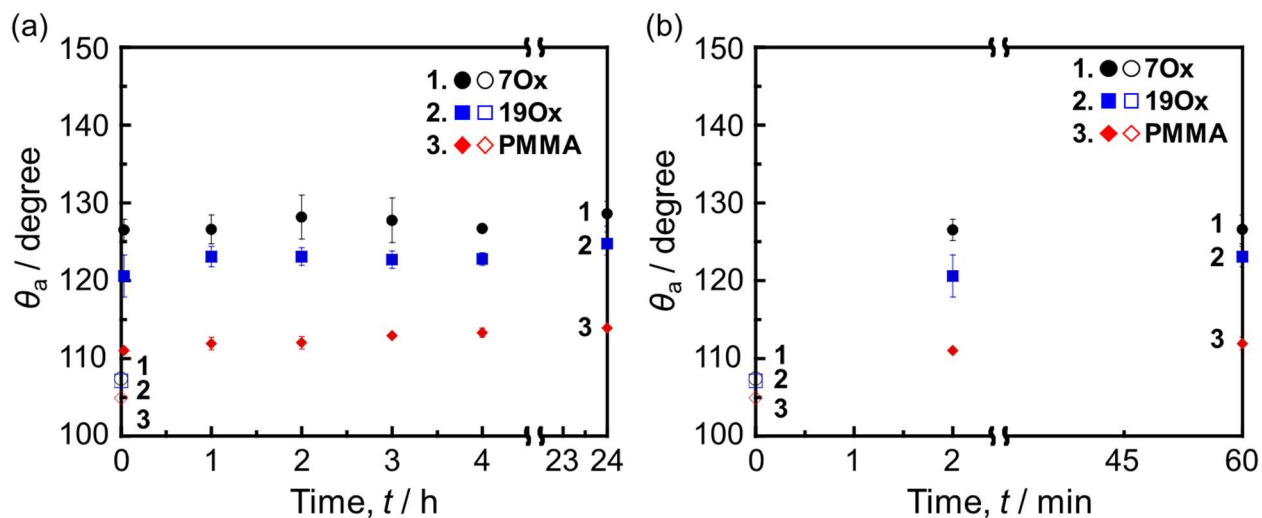 (a)
150
140
130
120
110
100
θa / degree
1. 7Ox
2. 19Ox
3. PMMA
1
2
3
1
2
3
0 1 2 3 4 23 24
Time, t / h
(b)
150
140
130
120
110
100
θa / degree
1. 7Ox
2. 19Ox
3. PMMA
1
2
3
1
2
3
0 1 2 45 60
Time, t / min